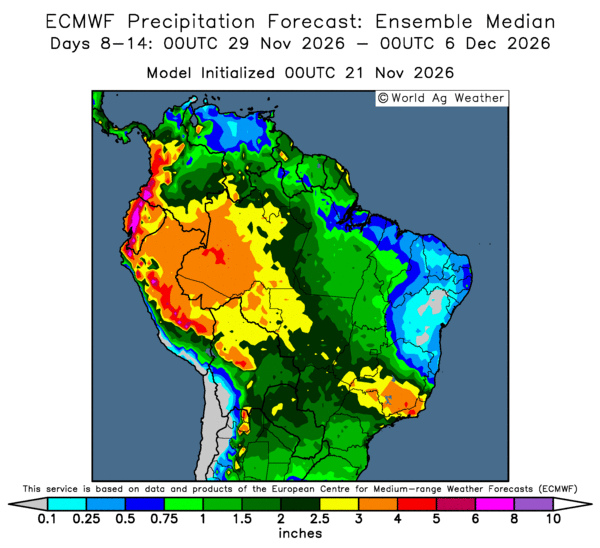 ECMWF Precipitation Forecast: Ensemble Median
Days 8-14: 00UTC 29 Nov 2026 - 00UTC 6 Dec 2026
Model Initialized 00UTC 21 Nov 2026
© World Ag Weather
This service is based on data and products of the European Centre for Medium-range Weather Forecasts (ECMWF)
0.1 0.25 0.5 0.75 1 1.5 2 2.5 3 4 5 6 8 10
inches